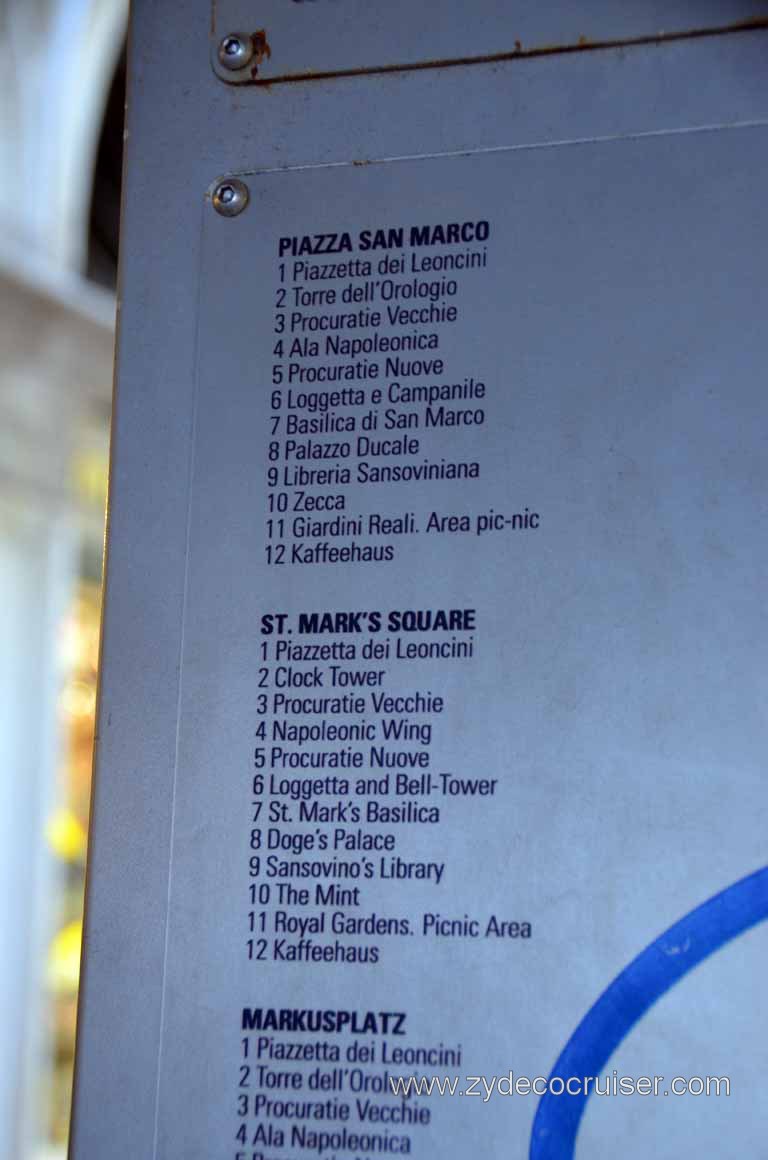 PIAZZA SAN MARCO
1 Piazzetta dei Leoncini
2 Torre dell'Orologio
3 Procuratie Vecchie
4 Ala Napoleonica
5 Procuratie Nuove
6 Loggetta e Campanile
7 Basilica di San Marco
8 Palazzo Ducale
9 Libreria Sansoviniana
10 Zecca
11 Giardini Reali. Area pic-nic
12 Kaffeehaus
ST. MARK'S SQUARE
1 Piazzetta dei Leoncini
2 Clock Tower
3 Procuratie Vecchie
4 Napoleonic Wing
5 Procuratie Nuove
6 Loggetta and Bell-Tower
7 St. Mark's Basilica
8 Doge's Palace
9 Sansovino's Library
10 The Mint
11 Royal Gardens. Picnic Area
12 Kaffeehaus
MARKUSPLATZ
1 Piazzetta dei Leoncini
2 Torre dell'Orologio
www.zydecocruiser.com
3 Procuratie Vecchie
4 Ala Napoleonica